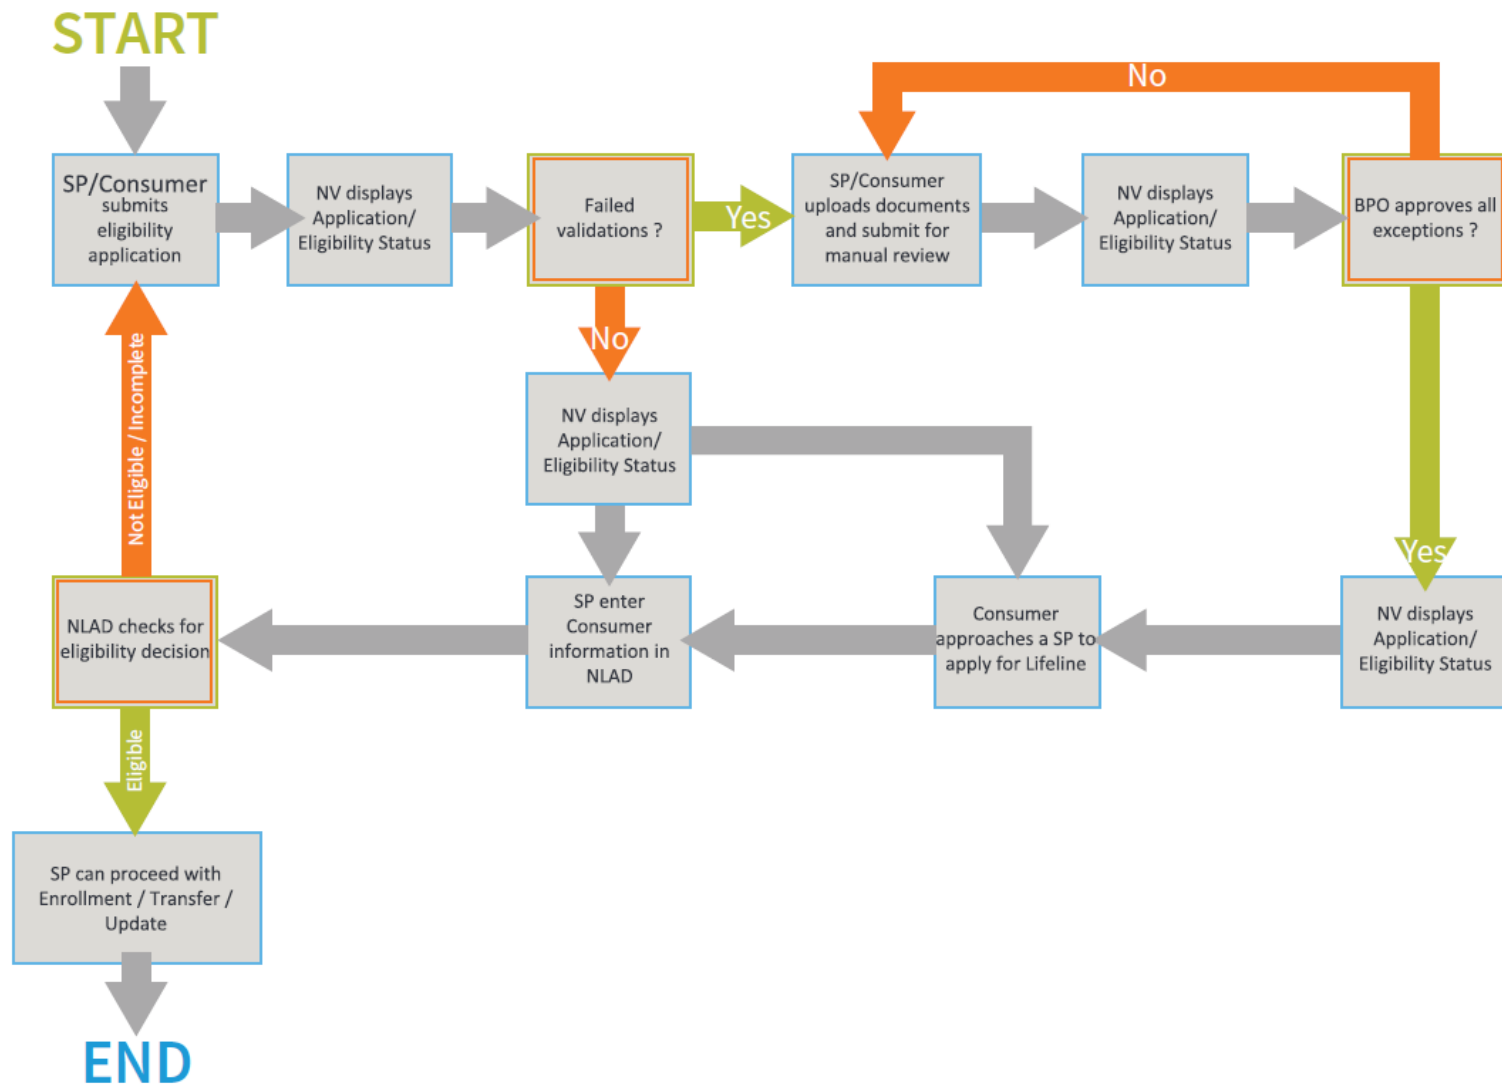 START
No
SP/Consumer
submits
eligibility
application
NV displays
Application/
Eligibility Status
Failed
validations ?
Yes
SP/Consumer
uploads documents
and submit for
manual review
NV displays
Application/
Eligibility Status
BPO approves all
exceptions ?
No
Not Eligible / Incomplete
NV displays
Application/
Eligibility Status
Yes
NLAD checks for
eligibility decision
SP enter
Consumer
information in
NLAD
Consumer
approaches a SP to
apply for Lifeline
NV displays
Application/
Eligibility Status
Eligible
SP can proceed with
Enrollment / Transfer /
Update
END